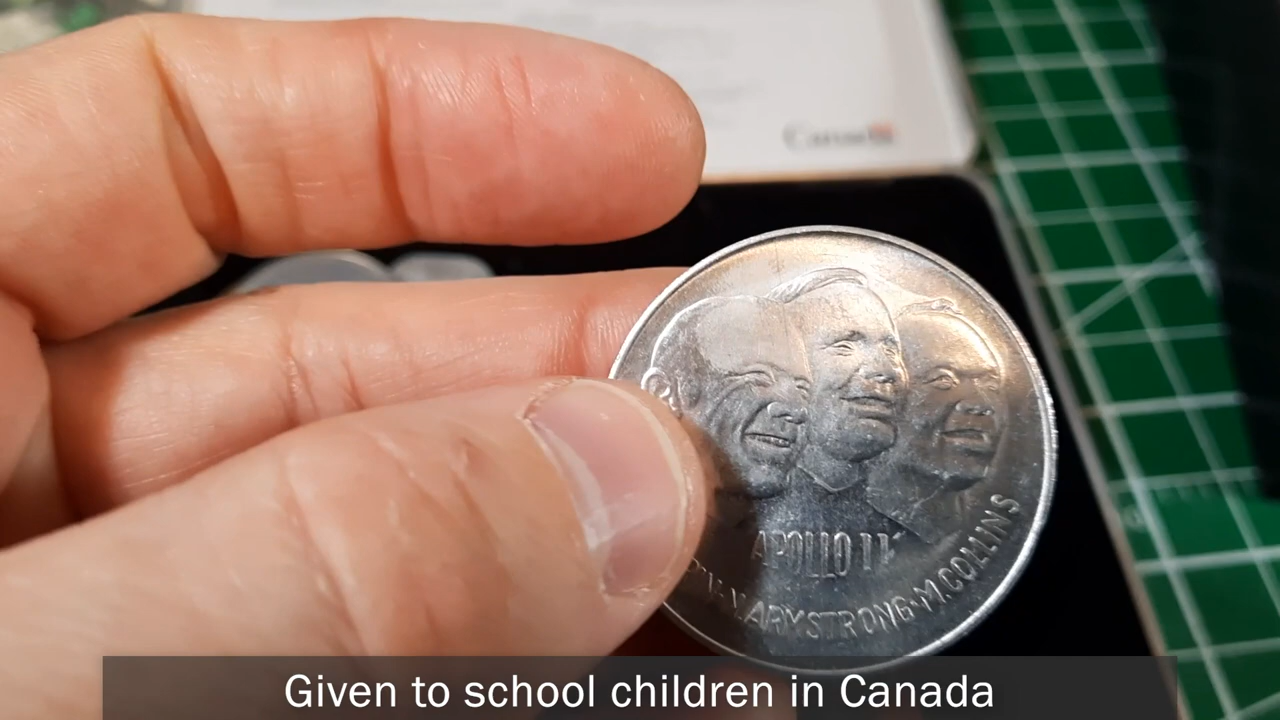 Canada
APOLLO 11
N. ARMSTRONG · M. COLLINS
Given to school children in Canada